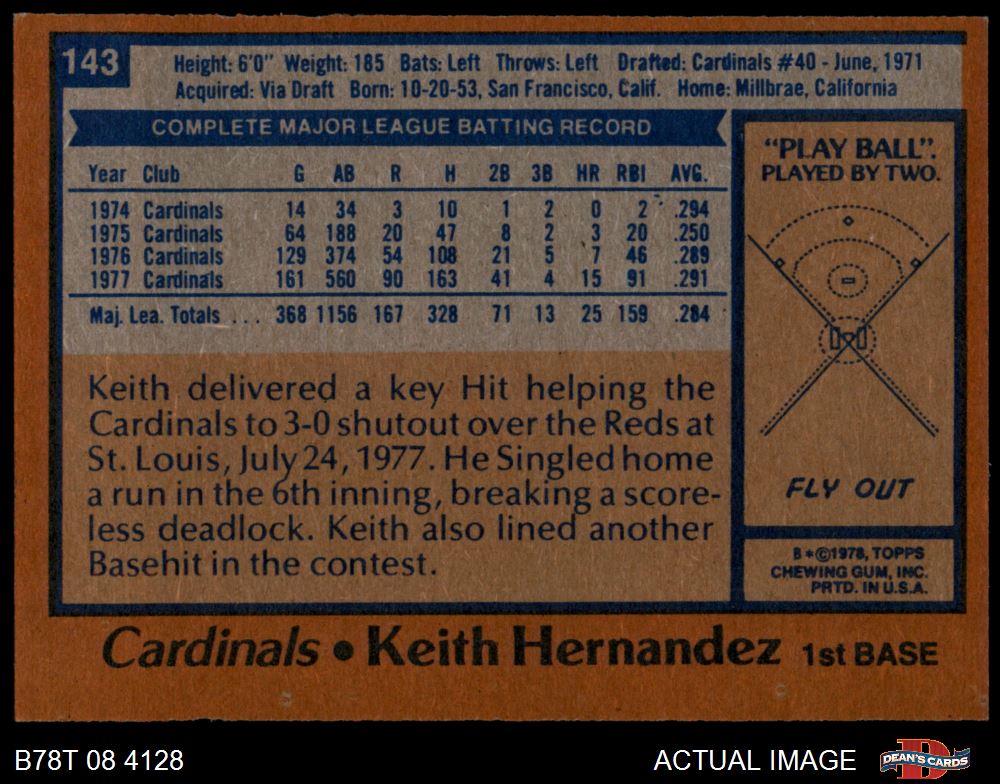 143
Height: 6'0" Weight: 185 Bats: Left Throws: Left Drafted: Cardinals #40 - June, 1971
Acquired: Via Draft Born: 10-20-53, San Francisco, Calif. Home: Millbrae, California
COMPLETE MAJOR LEAGUE BATTING RECORD
Year Club G AB R H 2B 3B HR RBI AVG.
1974 Cardinals 14 34 3 10 1 2 0 2 .294
1975 Cardinals 64 188 20 47 8 2 3 20 .250
1976 Cardinals 129 374 54 108 21 5 7 46 .289
1977 Cardinals 161 560 90 163 41 4 15 91 .291
Maj. Lea. Totals . . . 368 1156 167 328 71 13 25 159 .284
Keith delivered a key Hit helping the
Cardinals to 3-0 shutout over the Reds at
St. Louis, July 24, 1977. He Singled home
a run in the 6th inning, breaking a score-
less deadlock. Keith also lined another
Basehit in the contest.
"PLAY BALL".
PLAYED BY TWO.
FLY OUT
B*©1978, TOPPS
CHEWING GUM, INC.
PRTD. IN U.S.A.
Cardinals • Keith Hernandez 1st BASE
B78T 08 4128
ACTUAL IMAGE
DEAN'S CARDS